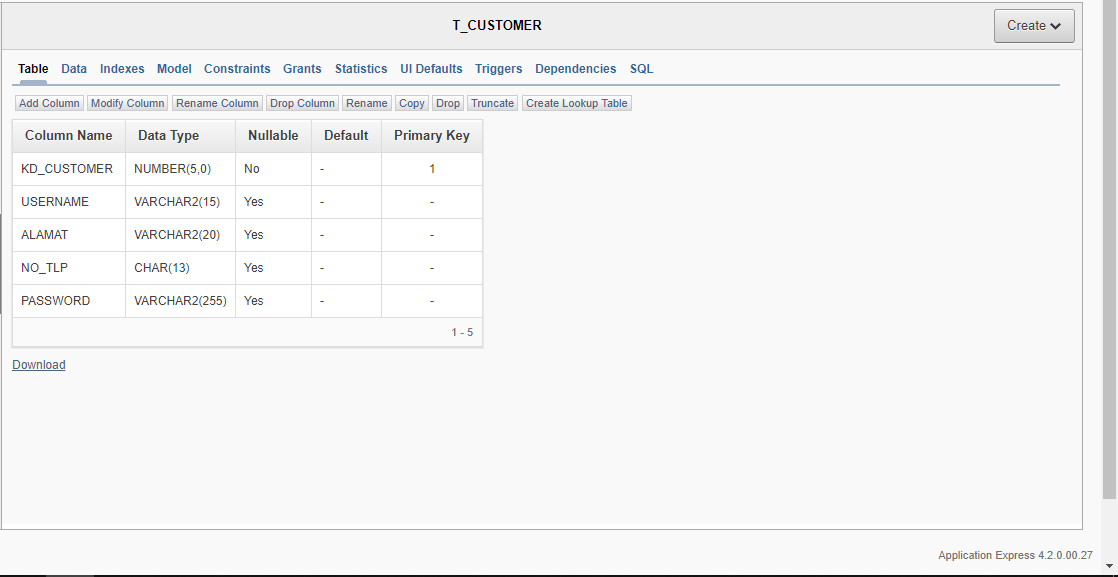 T_CUSTOMER
Create
Table Data Indexes Model Constraints Grants Statistics UI Defaults Triggers Dependencies SQL
Add Column Modify Column Rename Column Drop Column Rename Copy Drop Truncate Create Lookup Table
Column Name Data Type Nullable Default Primary Key
KD_CUSTOMER NUMBER(5,0) No - 1
USERNAME VARCHAR2(15) Yes - -
ALAMAT VARCHAR2(20) Yes - -
NO_TLP CHAR(13) Yes - -
PASSWORD VARCHAR2(255) Yes - -
1 - 5
Download
Application Express 4.2.0.00.27